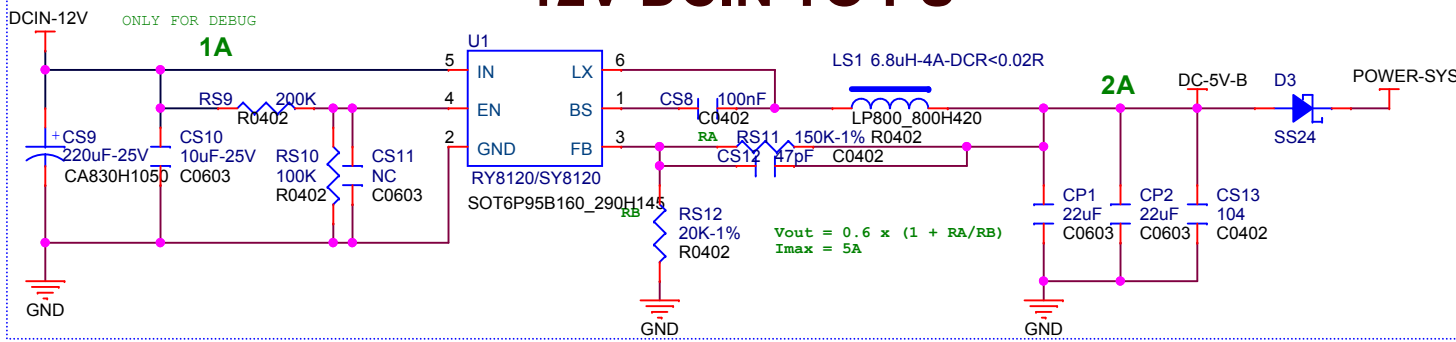 DCIN-12V
ONLY FOR DEBUG
1A
U1
5
IN
LX
6
4
EN
BS
1
2
GND
FB
3
RY8120/SY8120
SOT6P95B160_290H145
RS9
200K
R0402
+
CS9
220uF-25V
CA830H1050
CS10
10uF-25V
C0603
RS10
100K
R0402
CS11
NC
C0603
GND
CS8
100nF
C0402
LS1 6.8uH-4A-DCR<0.02R
LP800_800H420
RA
RS11
150K-1%
R0402
CS12
47pF
C0402
RB
RS12
20K-1%
R0402
GND
Vout = 0.6 x (1 + RA/RB)
Imax = 5A
2A
DC-5V-B
D3
SS24
POWER-SYS
CP1
22uF
C0603
CP2
22uF
C0603
CS13
104
C0402
GND